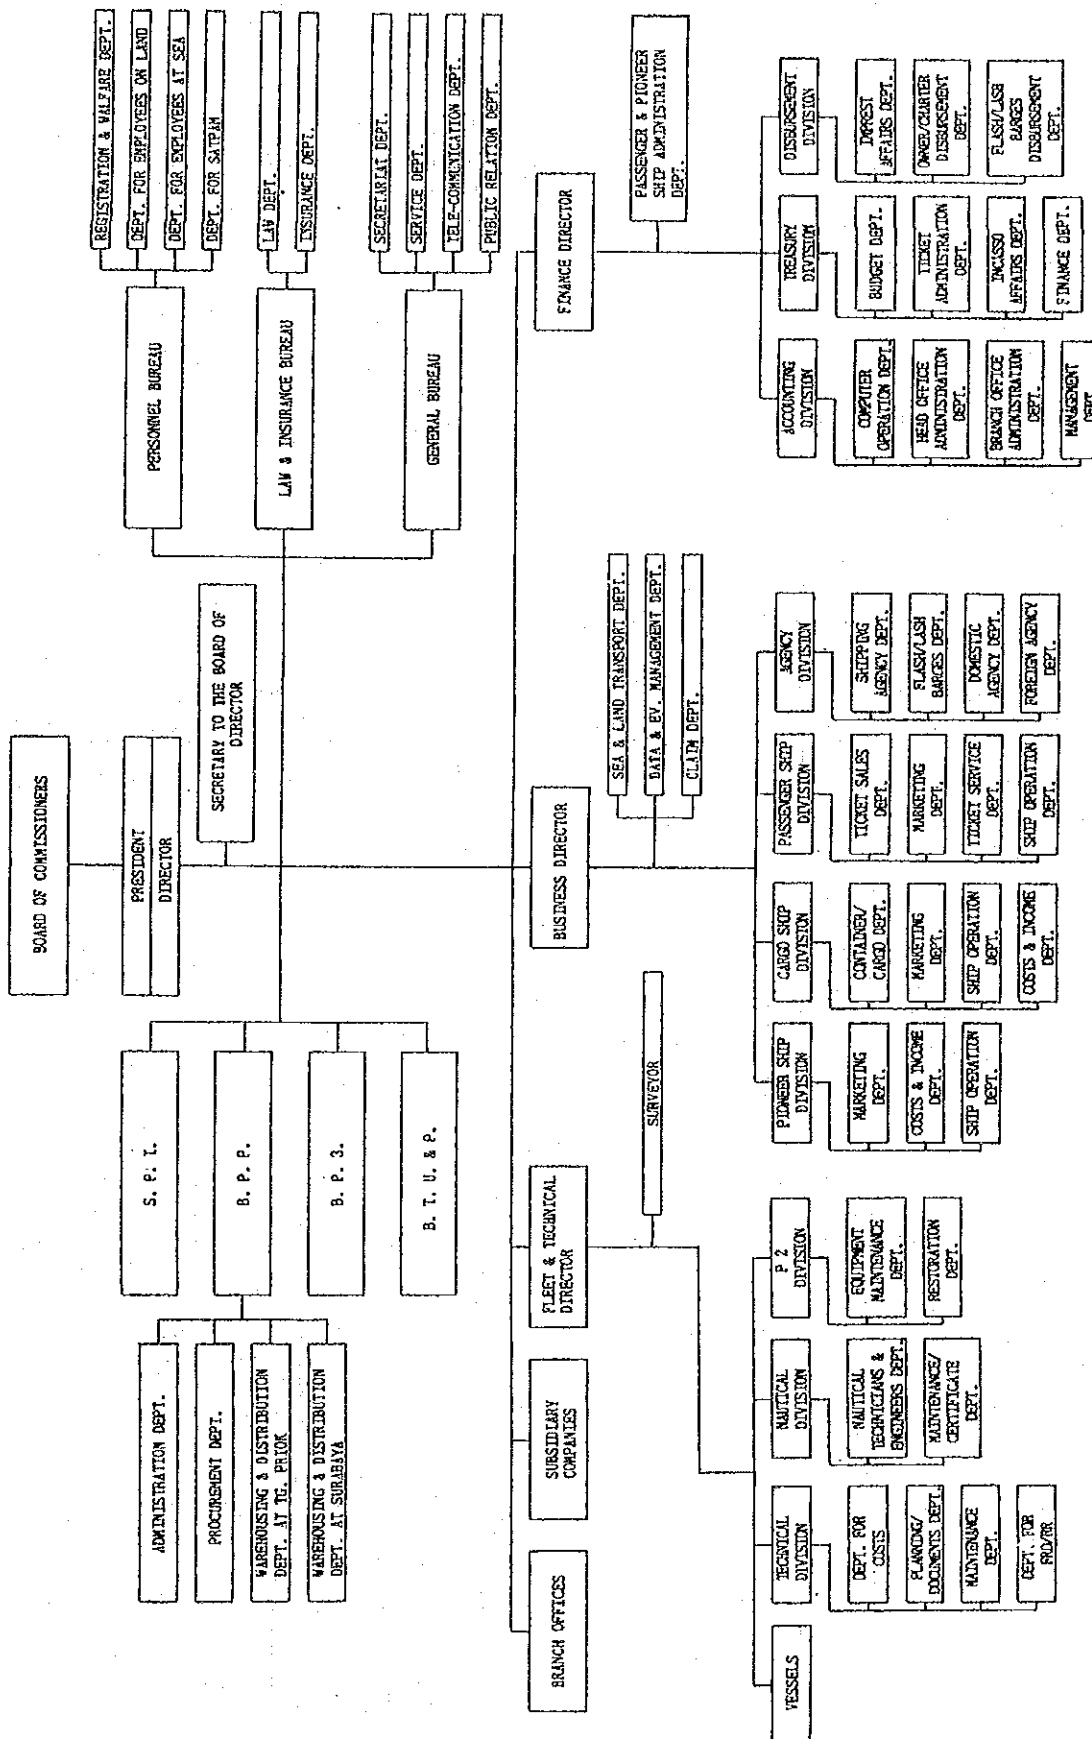 BOARD OF COMMISSIONERS
PRESIDENT
DIRECTOR
SECRETARY TO THE BOARD OF
DIRECTOR
S. P. I.
B. P. P.
B. P. 3.
B. T. U. & P.
ADMINISTRATION DEPT.
PROCUREMENT DEPT.
WAREHOUSING & DISTRIBUTION
DEPT. AT TG. PRIOK
WAREHOUSING & DISTRIBUTION
DEPT. AT SURABAYA
PERSONNEL BUREAU
REGISTRATION & WALFARE DEPT.
DEPT. FOR EMPLOYEES ON LAND
DEPT. FOR EMPLOYEES AT SEA
DEPT. FOR SATPAM
LAW & INSURANCE BUREAU
LAW DEPT.
INSURANCE DEPT.
GENERAL BUREAU
SECRETARIAT DEPT.
SERVICE DEPT.
TELE-COMMUNICATION DEPT.
PUBLIC RELATION DEPT.
BRANCH OFFICES
SUBSIDIARY
COMPANIES
FLEET & TECHNICAL
DIRECTOR
BUSINESS DIRECTOR
FINANCE DIRECTOR
SURVEYOR
SEA & LAND TRANSPORT DEPT.
DATA & EV. MANAGEMENT DEPT.
CLAIM DEPT.
PASSENGER & PIONEER
SHIP ADMINISTRATION
DEPT.
VESSELS
TECHNICAL
DIVISION
DEPT. FOR
COSTS
PLANNING/
DOCUMENTS DEPT.
MAINTENANCE
DEPT.
DEPT. FOR
NAUTICAL
DIVISION
NAUTICAL
TECHNICIANS &
ENGINEERS DEPT.
MAINTENANCE/
CERTIFICATE
DEPT.
P 2
DIVISION
EQUIPMENT
MAINTENANCE
DEPT.
RESTORATION
DEPT.
PIONEER SHIP
DIVISION
MARKETING
DEPT.
COSTS & INCOME
DEPT.
SHIP OPERATION
DEPT.
CARGO SHIP
DIVISION
CONTAINER/
CARGO DEPT.
MARKETING
DEPT.
SHIP OPERATION
DEPT.
COSTS & INCOME
DEPT.
PASSENGER SHIP
DIVISION
TICKET SALES
DEPT.
MARKETING
DEPT.
TICKET SERVICE
DEPT.
SHIP OPERATION
DEPT.
AGENCY
DIVISION
SHIPPING
AGENCY DEPT.
FLASH/LASH
BARGES DEPT.
DOMESTIC
AGENCY DEPT.
FOREIGN AGENCY
DEPT.
ACCOUNTING
DIVISION
COMPUTER
OPERATION DEPT.
HEAD OFFICE
ADMINISTRATION
DEPT.
BRANCH OFFICE
ADMINISTRATION
DEPT.
MANAGEMENT
DEPT
TREASURY
DIVISION
BUDGET DEPT.
TICKET
ADMINISTRATION
DEPT.
INCASSO
AFFAIRS DEPT.
FINANCE DEPT.
DISBURSEMENT
DIVISION
IMPREST
AFFAIRS DEPT.
OWNER/CHARTER
DISBURSEMENT
DEPT.
FLASH/LASH
BARGES
DISBURSEMENT
DEPT.